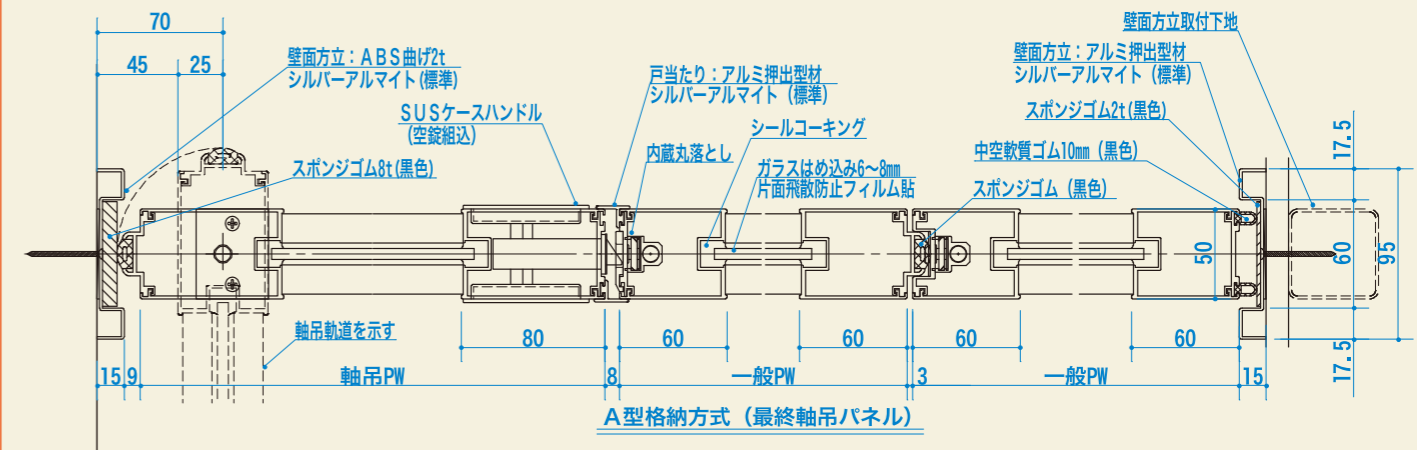 70
45
25
壁面方立：ＡＢＳ曲げ2t
シルバーアルマイト(標準)
ＳＵＳケースハンドル
(空錠組込)
スポンジゴム8t(黒色)
戸当たり：アルミ押出型材
シルバーアルマイト（標準）
シールコーキング
内蔵丸落とし
ガラスはめ込み6〜8mm
片面飛散防止フィルム貼
壁面方立取付下地
壁面方立：アルミ押出型材
シルバーアルマイト（標準）
スポンジゴム2t(黒色)
中空軟質ゴム10mm（黒色）
スポンジゴム（黒色）
17.5
50
60
95
17.5
軸吊軌道を示す
80
60
60
60
60
15
9
軸吊PW
8
一般PW
3
一般PW
15
Ａ型格納方式（最終軸吊パネル）